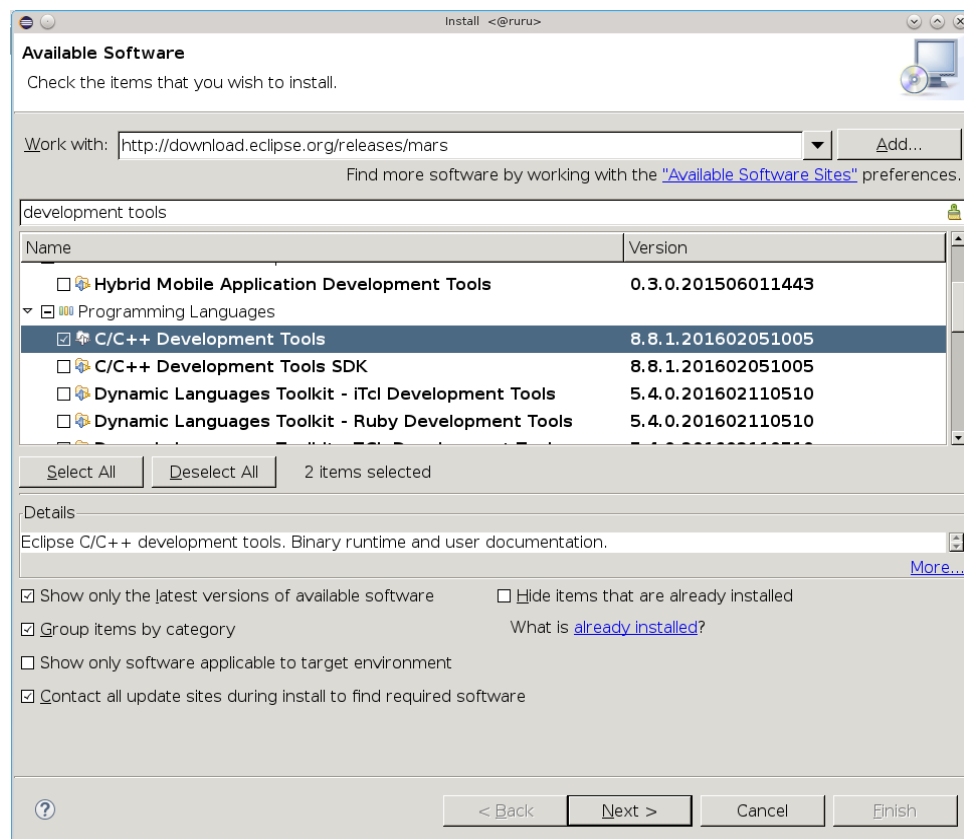 Install <@ruru>
Available Software
Check the items that you wish to install.
Work with: http://download.eclipse.org/releases/mars Add...
Find more software by working with the "Available Software Sites" preferences.
development tools
Name Version
Hybrid Mobile Application Development Tools 0.3.0.201506011443
Programming Languages
C/C++ Development Tools 8.8.1.201602051005
C/C++ Development Tools SDK 8.8.1.201602051005
Dynamic Languages Toolkit - iTcl Development Tools 5.4.0.201602110510
Dynamic Languages Toolkit - Ruby Development Tools 5.4.0.201602110510
Select All Deselect All 2 items selected
Details
Eclipse C/C++ development tools. Binary runtime and user documentation.
More...
Show only the latest versions of available software Hide items that are already installed
Group items by category What is already installed?
Show only software applicable to target environment
Contact all update sites during install to find required software
< Back Next > Cancel Finish